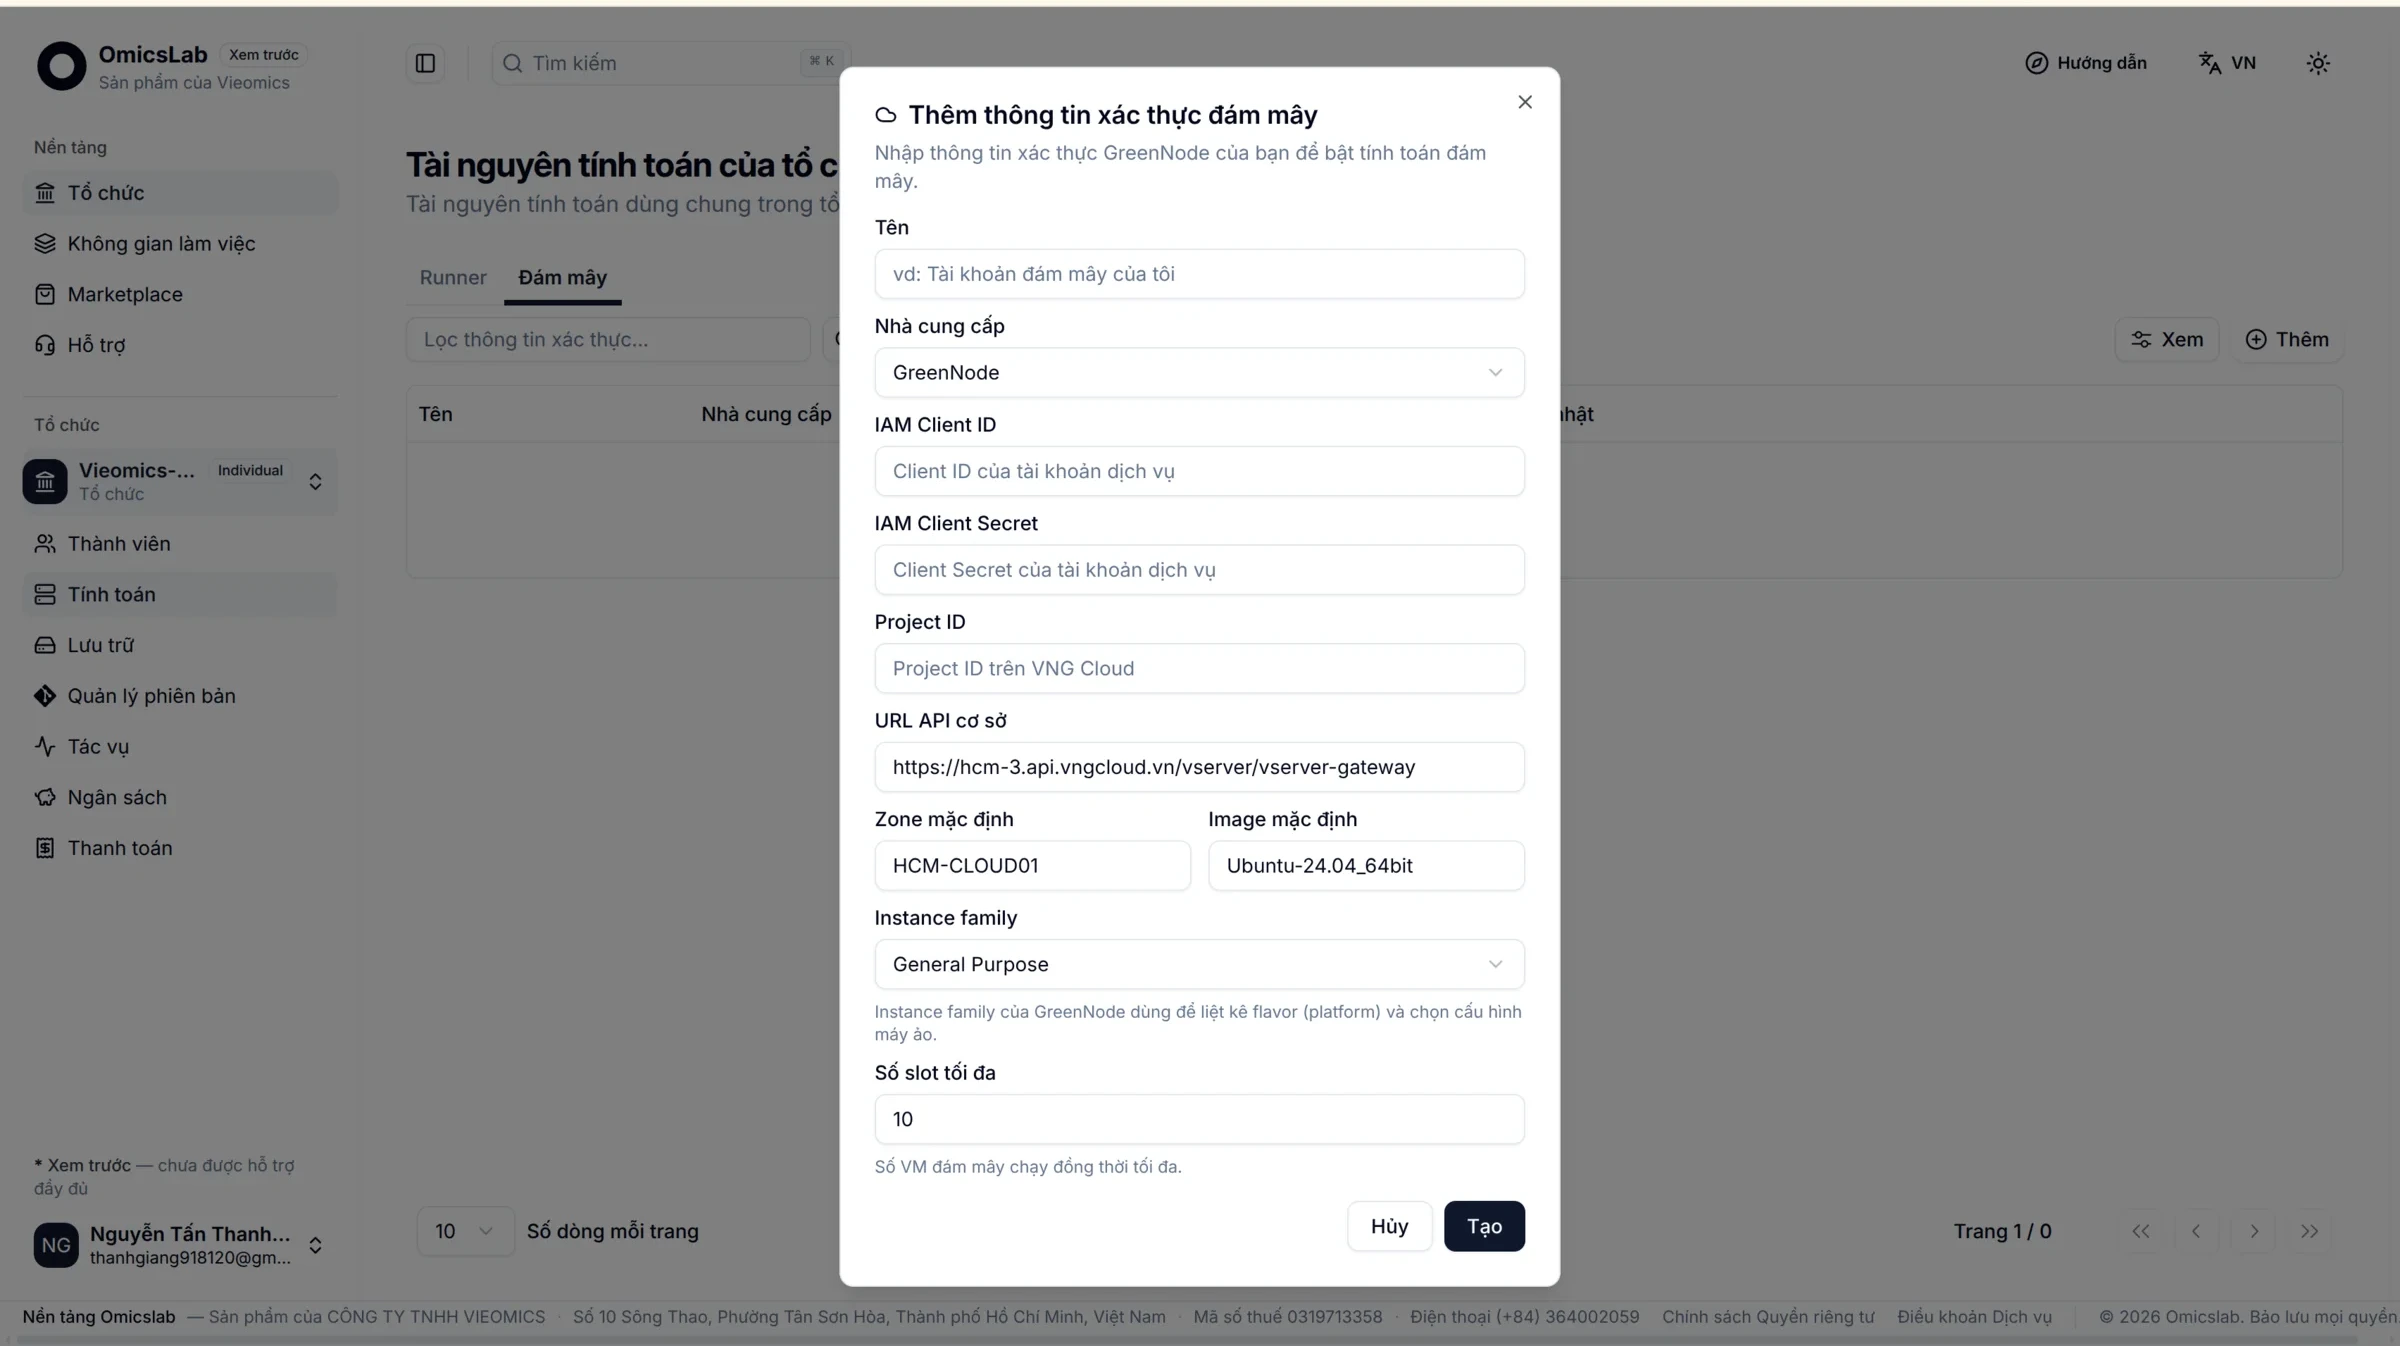 OmicsLab Xem trước
Sản phẩm của Vieomics
Tìm kiếm ⌘ K
Hướng dẫn
VN
Nền tảng
Tổ chức
Không gian làm việc
Marketplace
Hỗ trợ
Tổ chức
Vieomics-... Individual
Tổ chức
Thành viên
Tính toán
Lưu trữ
Quản lý phiên bản
Tác vụ
Ngân sách
Thanh toán
* Xem trước — chưa được hỗ trợ
đầy đủ
NG
Nguyễn Tấn Thanh...
thanhgiang918120@gm...
Tài nguyên tính toán của tổ c
Tài nguyên tính toán dùng chung trong tổ
Runner Đám mây
Lọc thông tin xác thực...
Xem Thêm
Tên Nhà cung cấp nhật
10 Số dòng mỗi trang
Trang 1 / 0
Thêm thông tin xác thực đám mây
Nhập thông tin xác thực GreenNode của bạn để bật tính toán đám
mây.
Tên
vd: Tài khoản đám mây của tôi
Nhà cung cấp
GreenNode
IAM Client ID
Client ID của tài khoản dịch vụ
IAM Client Secret
Client Secret của tài khoản dịch vụ
Project ID
Project ID trên VNG Cloud
URL API cơ sở
https://hcm-3.api.vngcloud.vn/vserver/vserver-gateway
Zone mặc định Image mặc định
HCM-CLOUD01 Ubuntu-24.04_64bit
Instance family
General Purpose
Instance family của GreenNode dùng để liệt kê flavor (platform) và chọn cấu hình
máy ảo.
Số slot tối đa
10
Số VM đám mây chạy đồng thời tối đa.
Hủy Tạo
Nền tảng Omicslab — Sản phẩm của CÔNG TY TNHH VIEOMICS · Số 10 Sông Thao, Phường Tân Sơn Hòa, Thành phố Hồ Chí Minh, Việt Nam · Mã số thuế 0319713358 · Điện thoại (+84) 364002059 Chính sách Quyền riêng tư Điều khoản Dịch vụ © 2026 Omicslab. Bảo lưu mọi quyền.